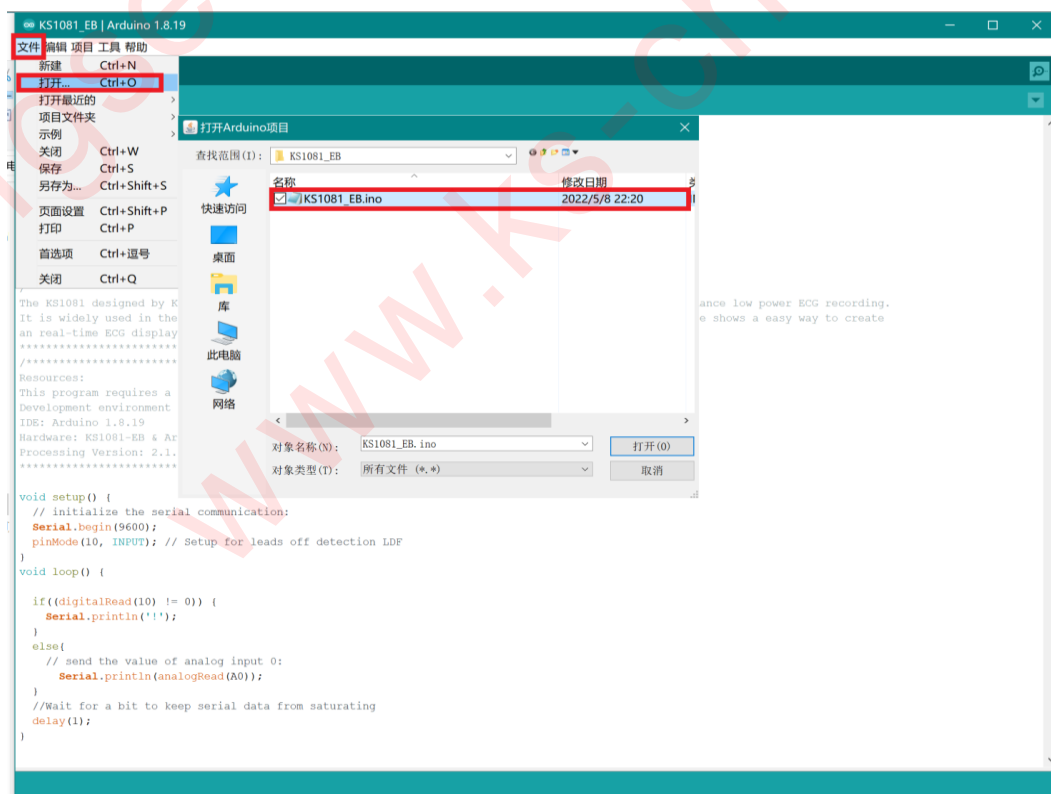 KS1081_EB | Arduino 1.8.19
文件 编辑 项目 工具 帮助
新建 Ctrl+N
打开... Ctrl+O
打开最近的
项目文件夹
示例
关闭 Ctrl+W
保存 Ctrl+S
另存为... Ctrl+Shift+S
页面设置 Ctrl+Shift+P
打印 Ctrl+P
首选项 Ctrl+逗号
关闭 Ctrl+Q
打开Arduino项目
查找范围(I): KS1081_EB
名称 修改日期
KS1081_EB.ino 2022/5/8 22:20
快速访问
桌面
库
此电脑
网络
对象名称(N): KS1081_EB.ino 打开(O)
对象类型(T): 所有文件 (*.*) 取消
The KS1081 designed by K ance low power ECG recording.
It is widely used in the e shows a easy way to create
an real-time ECG display
************************
/***********************
Resources:
This program requires a
Development environment
IDE: Arduino 1.8.19
Hardware: KS1081-EB & Ar
Processing Version: 2.1.
************************
void setup() {
// initialize the serial communication:
Serial.begin(9600);
pinMode(10, INPUT); // Setup for leads off detection LDF
}
void loop() {
if((digitalRead(10) != 0)) {
Serial.println('!');
}
else{
// send the value of analog input 0:
Serial.println(analogRead(A0));
}
//Wait for a bit to keep serial data from saturating
delay(1);
}
www.ks-c